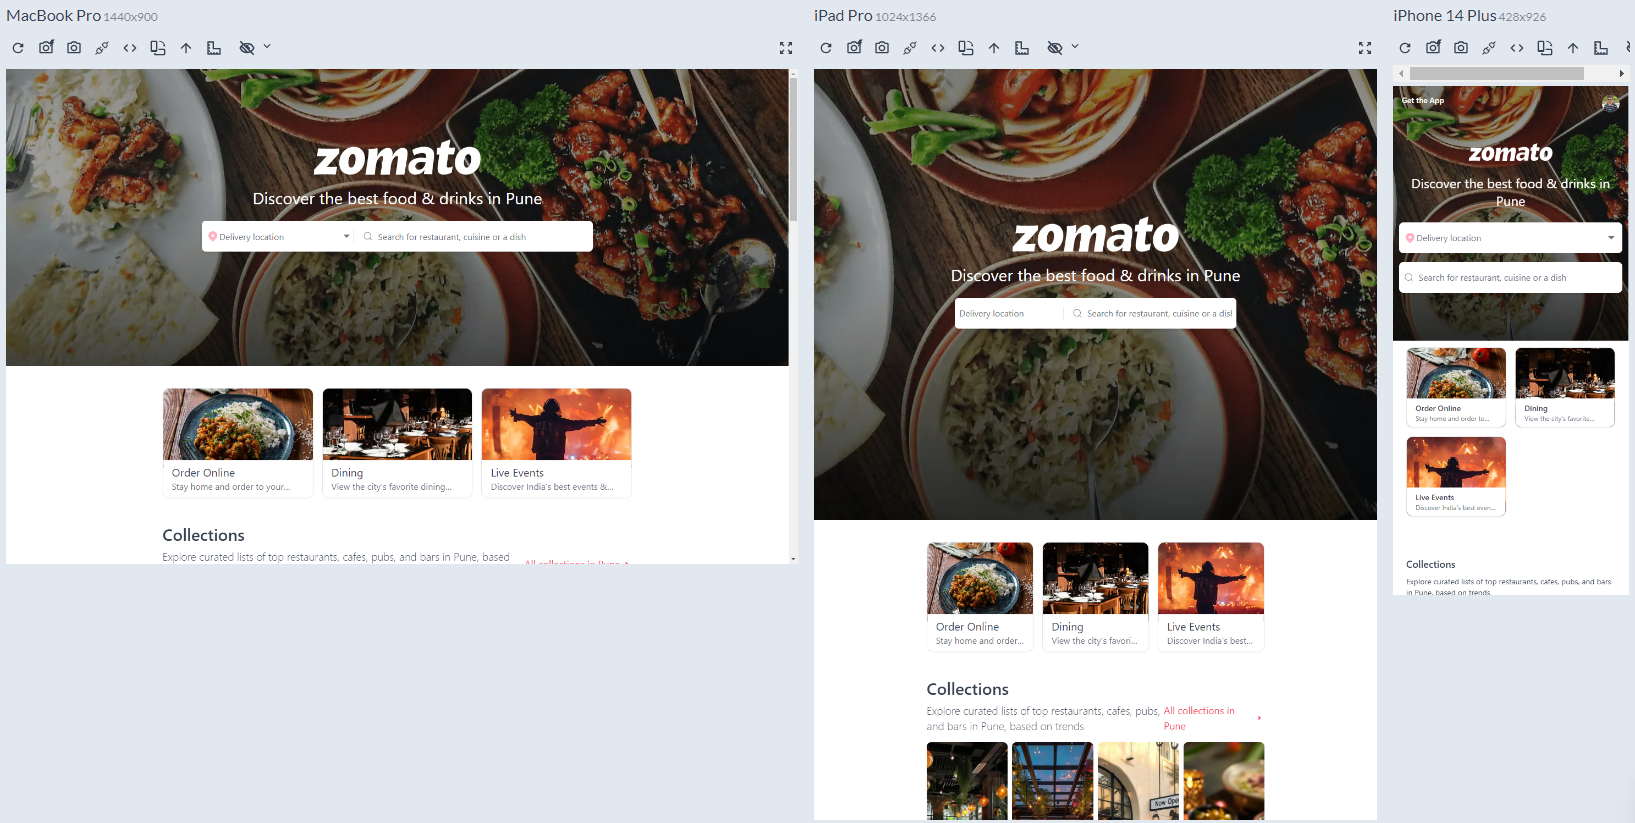 MacBook Pro 1440x900
zomato
Discover the best food & drinks in Pune
Delivery location
Search for restaurant, cuisine or a dish
Order Online
Stay home and order to your...
Dining
View the city's favorite dining...
Live Events
Discover India's best events &...
Collections
Explore curated lists of top restaurants, cafes, pubs, and bars in Pune, based
All collections in Pune
iPad Pro 1024x1366
zomato
Discover the best food & drinks in Pune
Delivery location
Search for restaurant, cuisine or a dis
Order Online
Stay home and order...
Dining
View the city's favori...
Live Events
Discover India's best...
Collections
Explore curated lists of top restaurants, cafes, pubs,
and bars in Pune, based on trends
All collections in
Pune
Now Open
iPhone 14 Plus 428x926
Get the App
zomato
Discover the best food & drinks in
Pune
Delivery location
Search for restaurant, cuisine or a dish
Order Online
Stay home and order to...
Dining
View the city's favorite...
Live Events
Discover India's best even...
Collections
Explore curated lists of top restaurants, cafes, pubs, and bars
in Pune, based on trends